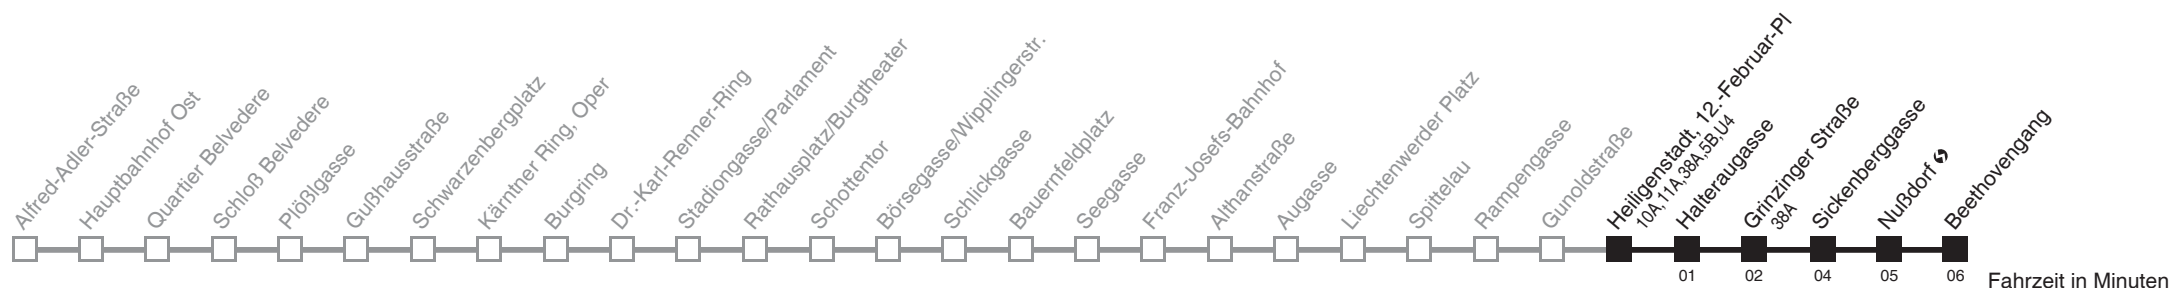 Alfred-Adler-Straße
Hauptbahnhof Ost
Quartier Belvedere
Schloß Belvedere
Plößlgasse
Gußhausstraße
Schwarzenbergplatz
Kärntner Ring, Oper
Burgring
Dr.-Karl-Renner-Ring
Stadiongasse/Parlament
Rathausplatz/Burgtheater
Schottentor
Börsegasse/Wipplingerstr.
Schlickgasse
Bauernfeldplatz
Seegasse
Franz-Josefs-Bahnhof
Althanstraße
Augasse
Liechtenwerder Platz
Spittelau
Rampengasse
Gunoldstraße
Heiligenstadt, 12.-Februar-Pl
10A,11A,38A,5B,U4
Halteraugasse
Grinzinger Straße
38A
Sickenberggasse
Nußdorf
Beethovengang
01 02 04 05 06 Fahrzeit in Minuten